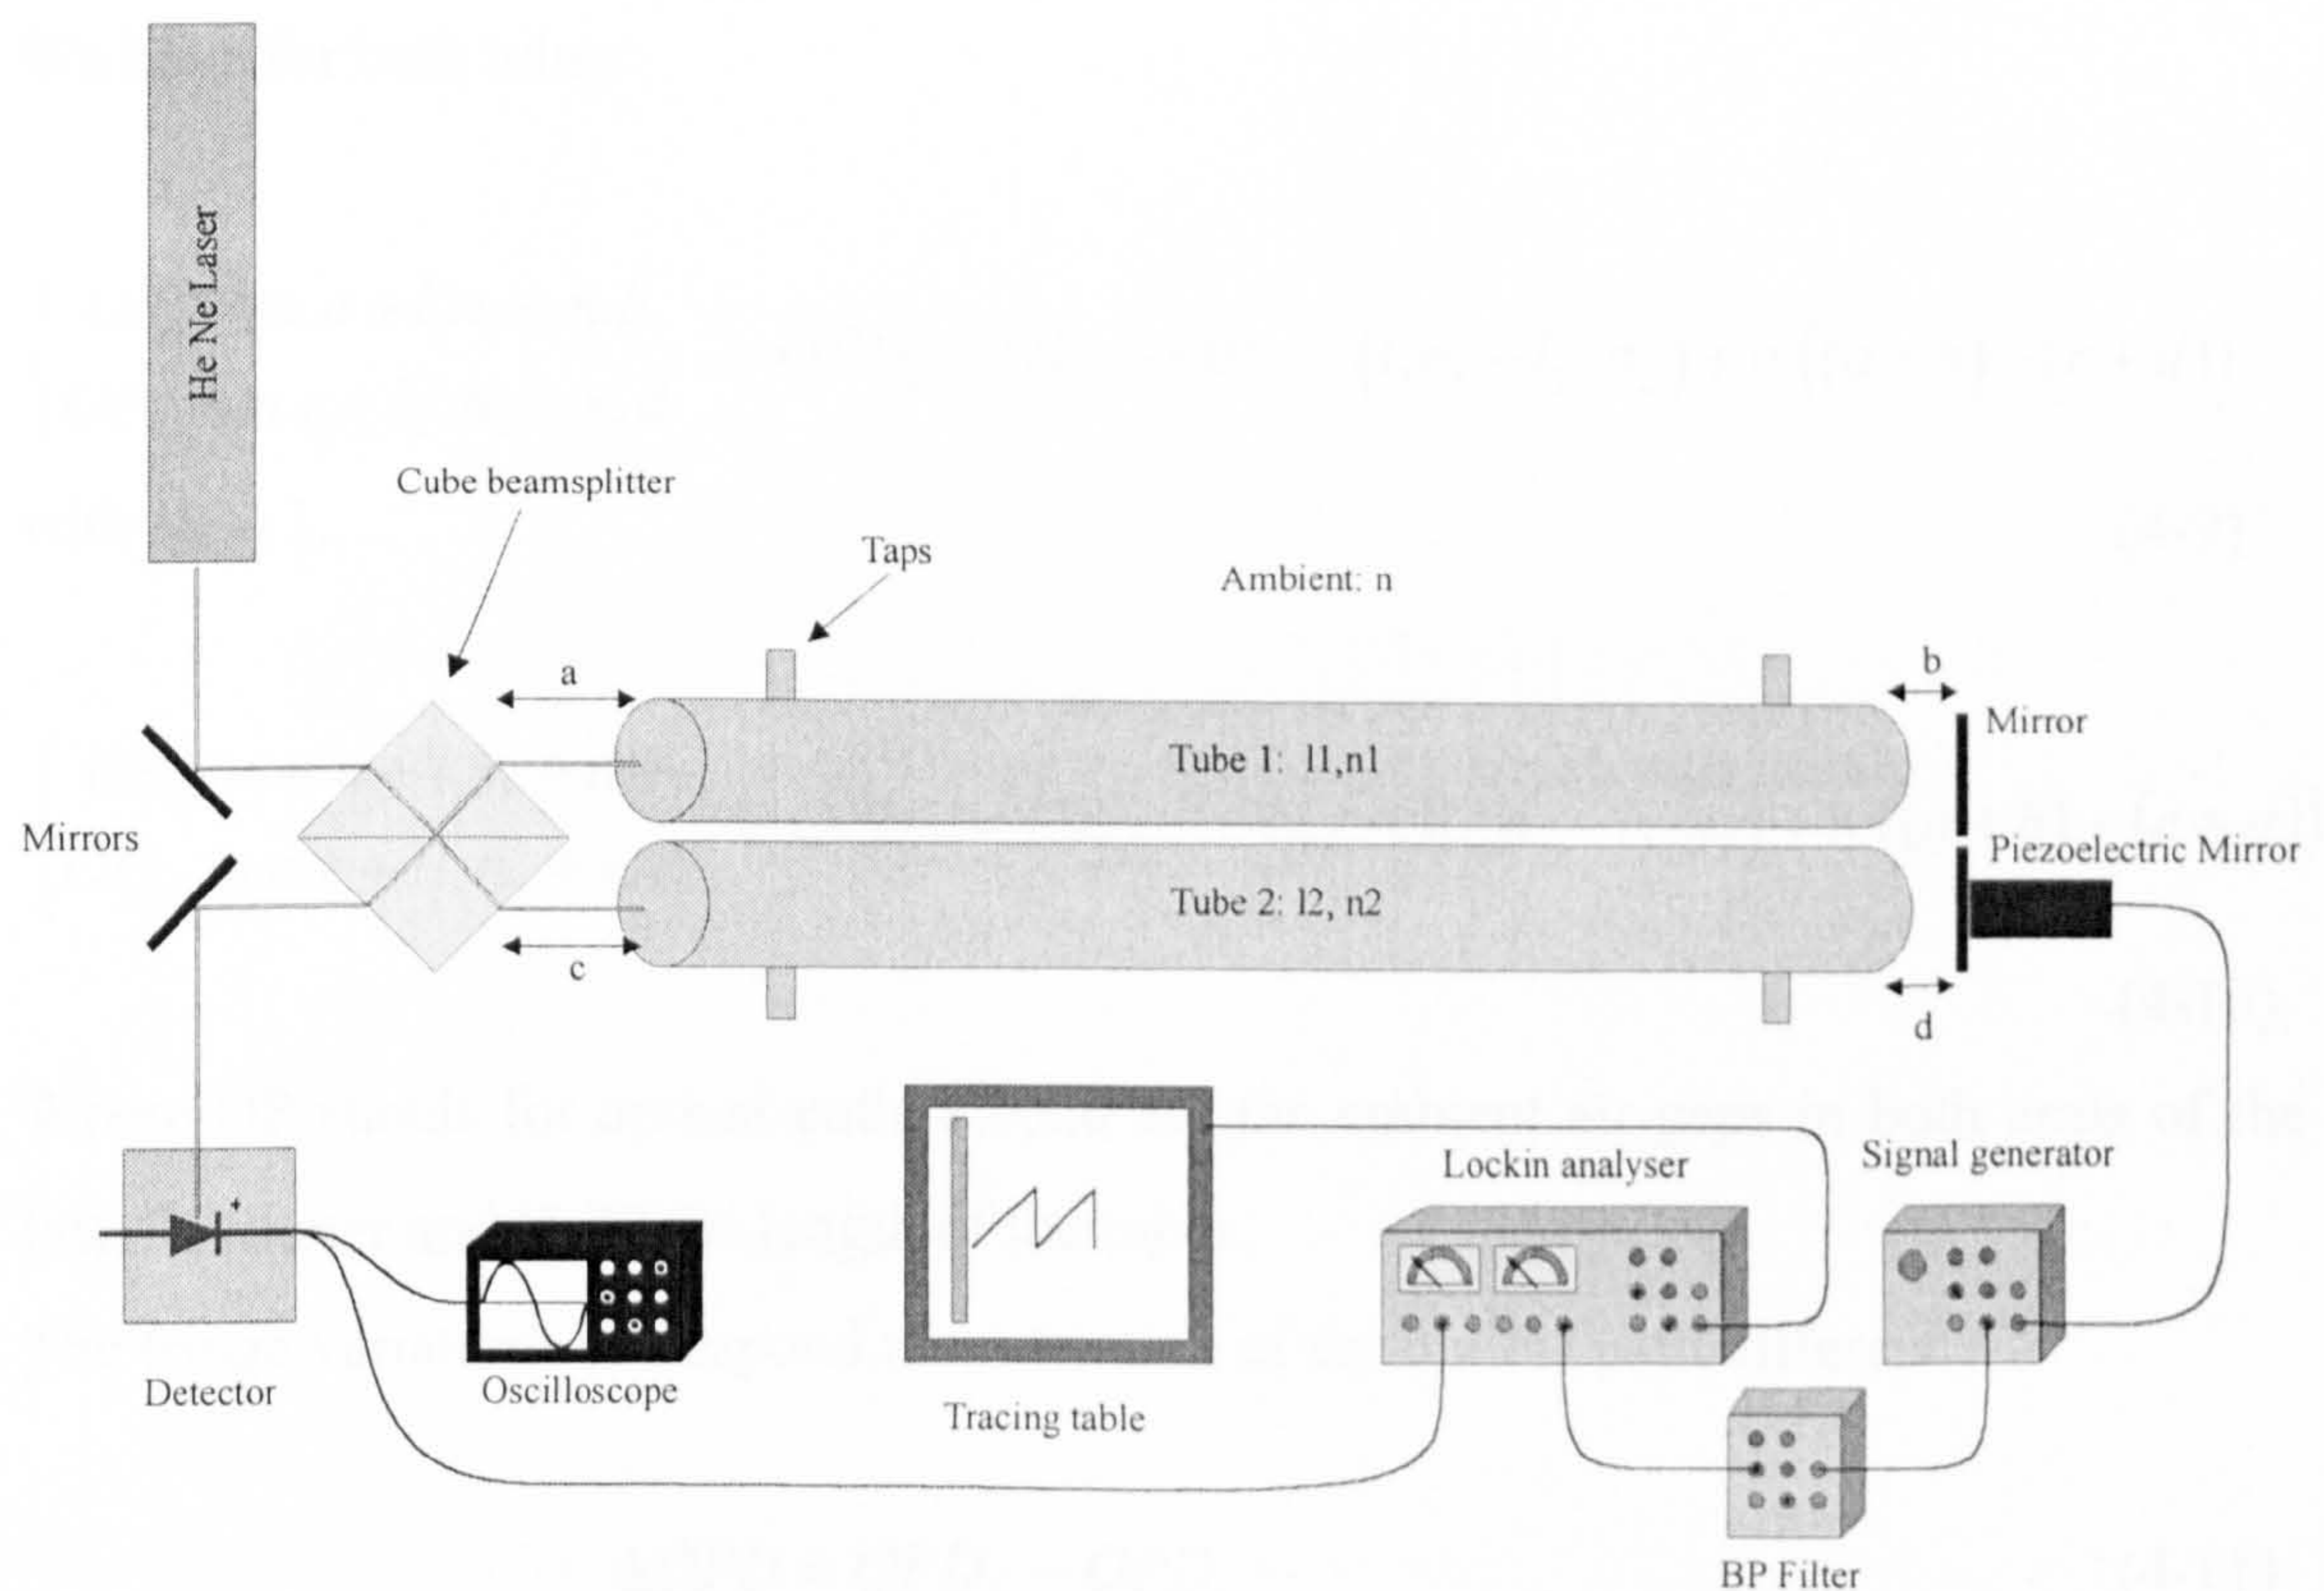 He Ne Laser
Cube beamsplitter
Taps
Ambient: n
a
b
Mirror
Tube 1: l1,n1
Mirrors
Piezoelectric Mirror
Tube 2: l2, n2
c
d
Lockin analyser
Signal generator
+
Detector
Oscilloscope
Tracing table
BP Filter